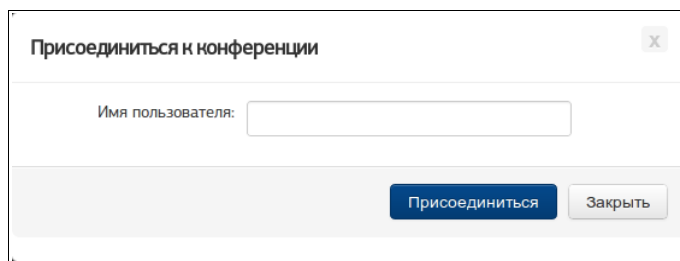 Присоединиться к конференции
x
Имя пользователя:
Присоединиться
Закрыть